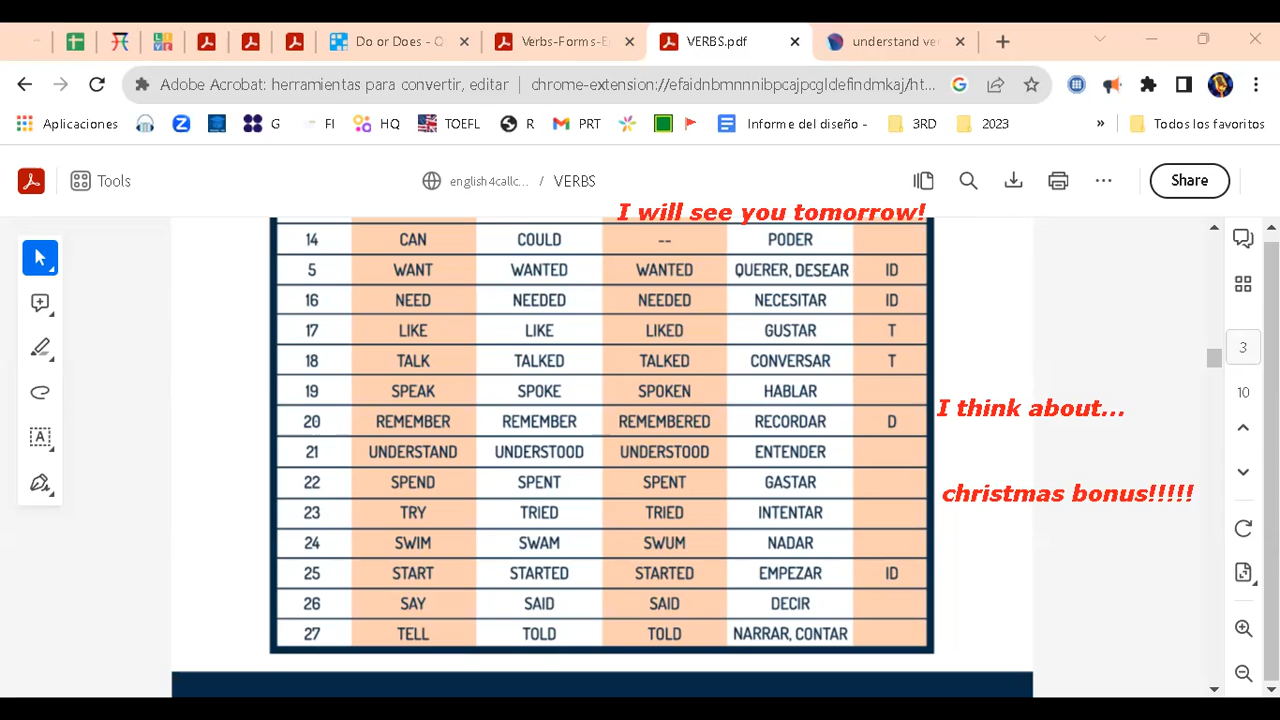 Do or Does - Q
Verbs-Forms-E
VERBS.pdf
understand ve
Adobe Acrobat: herramientas para convertir, editar
chrome-extension://efaidnbmnnnibpcajpcglclefindmkaj/ht...
Aplicaciones
G
FI
HQ
TOEFL
R
PRT
Informe del diseño -
3RD
2023
»
Todos los favoritos
Tools
english4callc... / VERBS
Share
I will see you tomorrow!
14 CAN COULD -- PODER
5 WANT WANTED WANTED QUERER, DESEAR ID
16 NEED NEEDED NEEDED NECESITAR ID
17 LIKE LIKE LIKED GUSTAR T
18 TALK TALKED TALKED CONVERSAR T
19 SPEAK SPOKE SPOKEN HABLAR
20 REMEMBER REMEMBER REMEMBERED RECORDAR D
21 UNDERSTAND UNDERSTOOD UNDERSTOOD ENTENDER
22 SPEND SPENT SPENT GASTAR
23 TRY TRIED TRIED INTENTAR
24 SWIM SWAM SWUM NADAR
25 START STARTED STARTED EMPEZAR ID
26 SAY SAID SAID DECIR
27 TELL TOLD TOLD NARRAR, CONTAR
I think about...
christmas bonus!!!!!
3
10